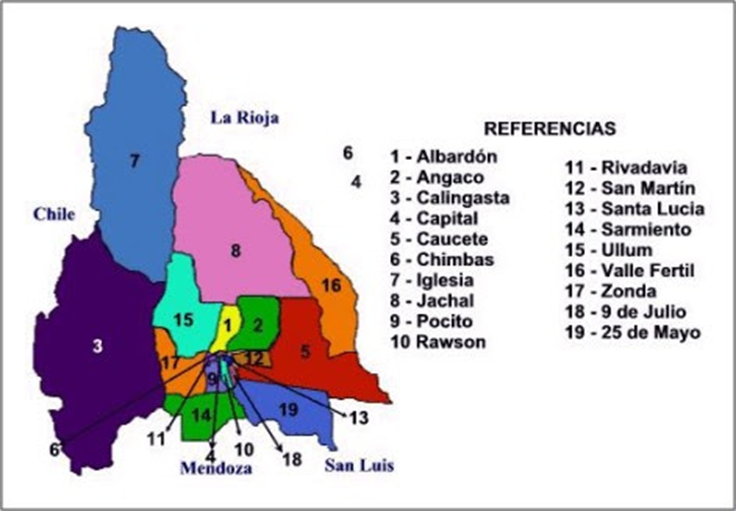 La Rioja
Chile
Mendoza
San Luis
7
8
16
15
1
2
3
5
17
12
9
14
19
6
11
4
10
18
13
6
4
REFERENCIAS
1 - Albardón
2 - Angaco
3 - Calingasta
4 - Capital
5 - Caucete
6 - Chimbas
7 - Iglesia
8 - Jachal
9 - Pocito
10 Rawson
11 - Rivadavia
12 - San Martín
13 - Santa Lucia
14 - Sarmiento
15 - Ullum
16 - Valle Fertil
17 - Zonda
18 - 9 de Julio
19 - 25 de Mayo